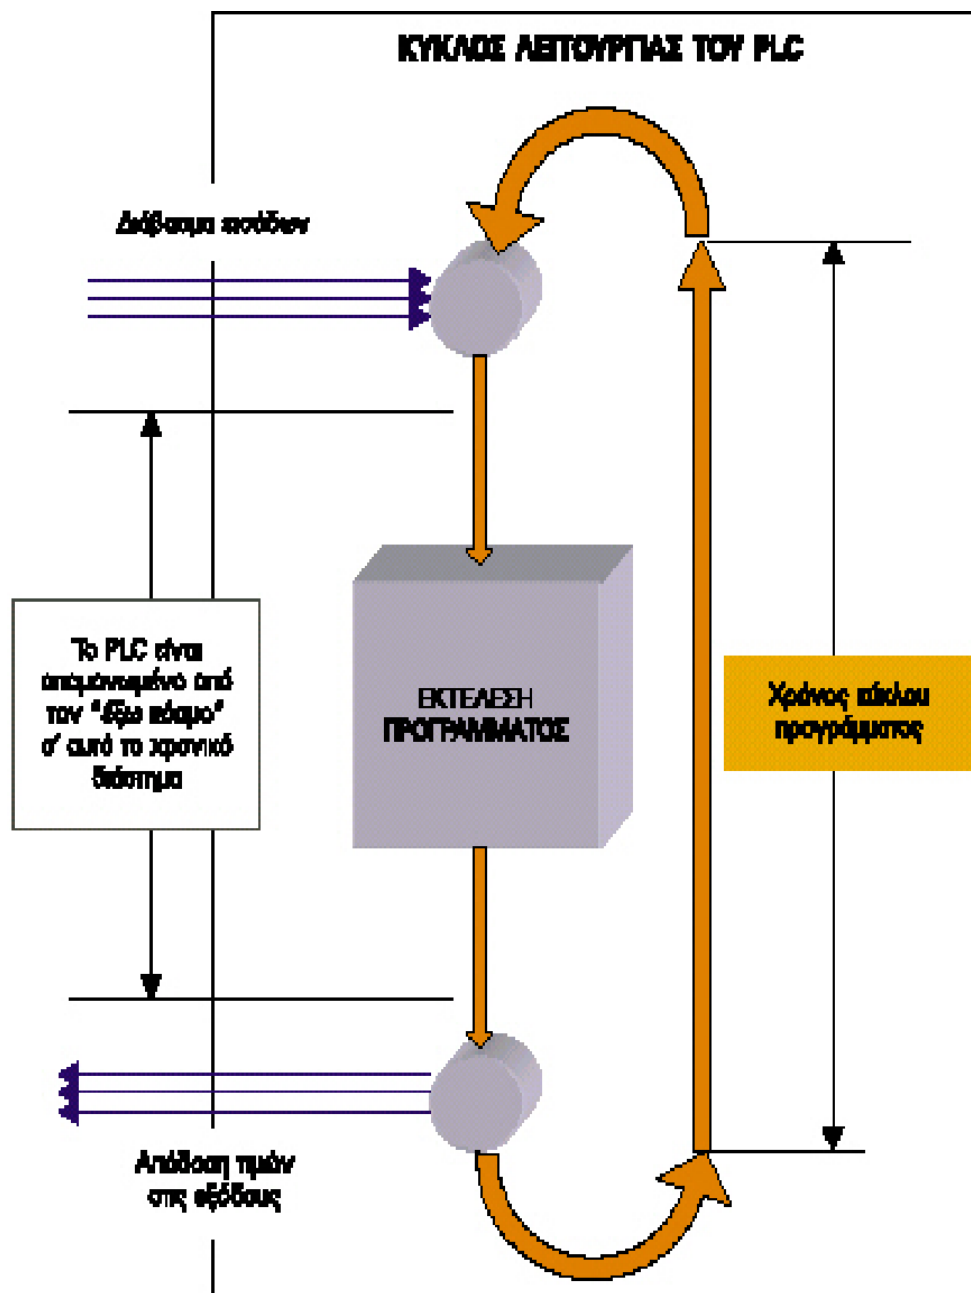 ΚΥΚΛΟΣ ΛΕΙΤΟΥΡΓΙΑΣ ΤΟΥ PLC
Διάβασμα εισόδων
Το PLC είναι
απομονωμένο από
τον "έξω κόσμο"
σ' αυτό το χρονικό
διάστημα
ΕΚΤΕΛΕΣΗ
ΠΡΟΓΡΑΜΜΑΤΟΣ
Χρόνος κύκλου
προγράμματος
Απόδοση τιμών
στις εξόδους